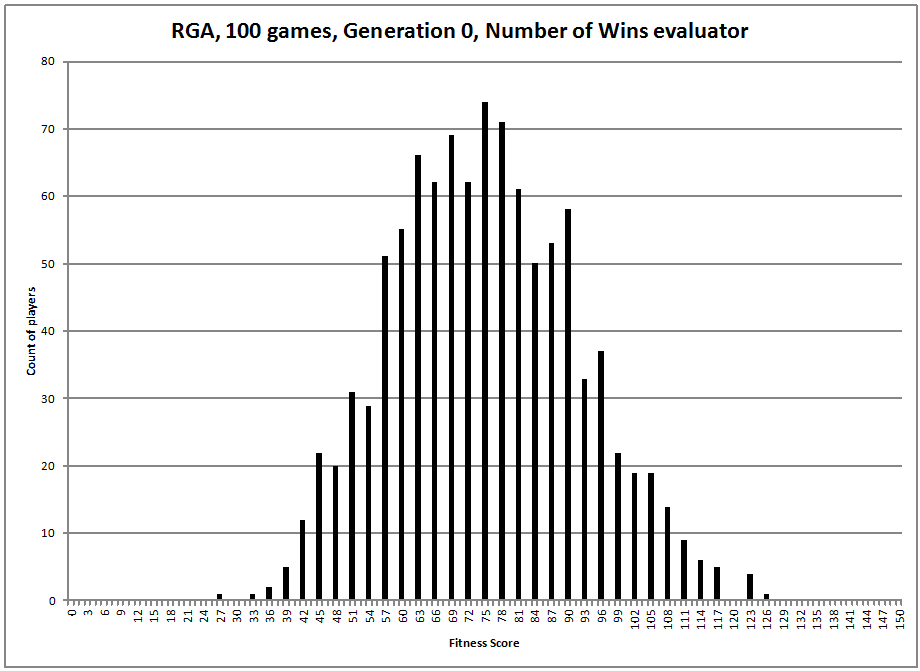 RGA, 100 games, Generation 0, Number of Wins evaluator
80
70
60
50
40
30
20
10
0
Count of players
0 3 6 9 12 15 18 21 24 27 30 33 36 39 42 45 48 51 54 57 60 63 66 69 72 75 78 81 84 87 90 93 96 99 102 105 108 111 114 117 120 123 126 129 132 135 138 141 144 147 150
Fitness Score